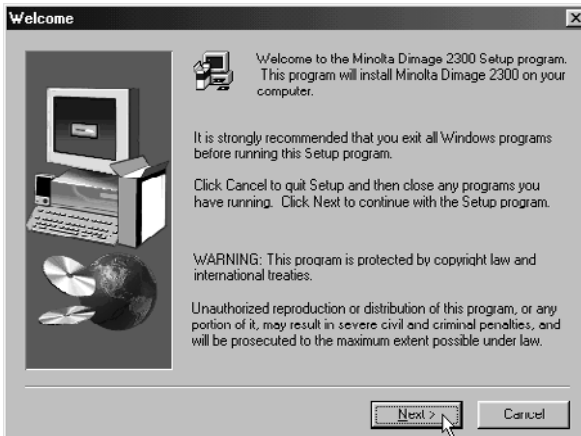 Welcome
Welcome to the Minolta Dimage 2300 Setup program.
This program will install Minolta Dimage 2300 on your
computer.
It is strongly recommended that you exit all Windows programs
before running this Setup program.
Click Cancel to quit Setup and then close any programs you
have running. Click Next to continue with the Setup program.
WARNING: This program is protected by copyright law and
international treaties.
Unauthorized reproduction or distribution of this program, or any
portion of it, may result in severe civil and criminal penalties, and
will be prosecuted to the maximum extent possible under law.
Next >
Cancel